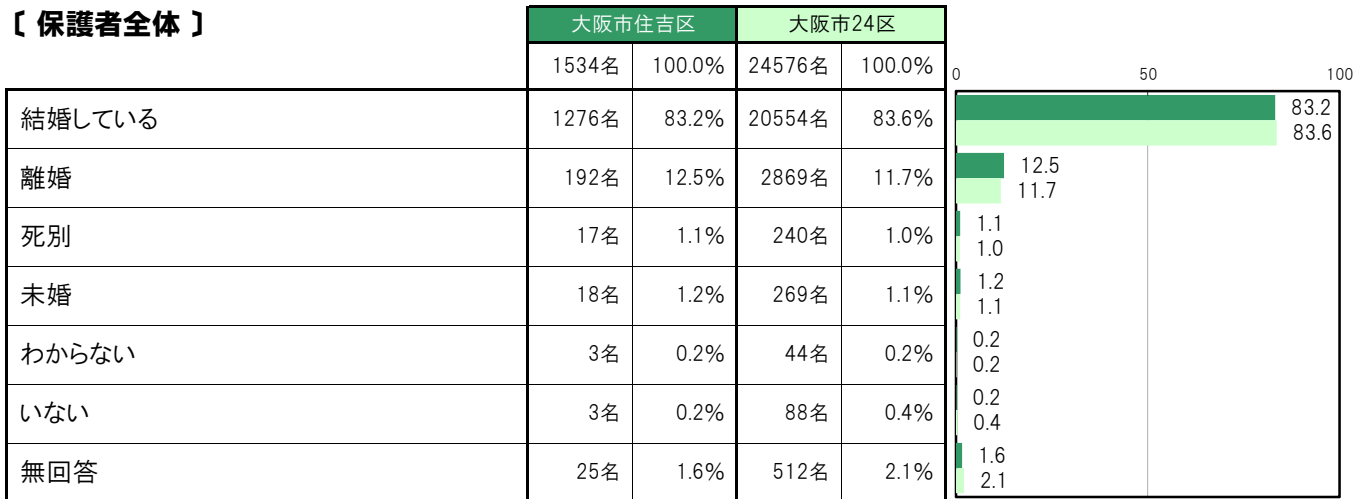 〔 保護者全体 〕
大阪市住吉区 大阪市24区
1534名 100.0% 24576名 100.0%
0 50 100
結婚している 1276名 83.2% 20554名 83.6%
83.2
83.6
離婚 192名 12.5% 2869名 11.7%
12.5
11.7
死別 17名 1.1% 240名 1.0%
1.1
1.0
未婚 18名 1.2% 269名 1.1%
1.2
1.1
わからない 3名 0.2% 44名 0.2%
0.2
0.2
いない 3名 0.2% 88名 0.4%
0.2
0.4
無回答 25名 1.6% 512名 2.1%
1.6
2.1